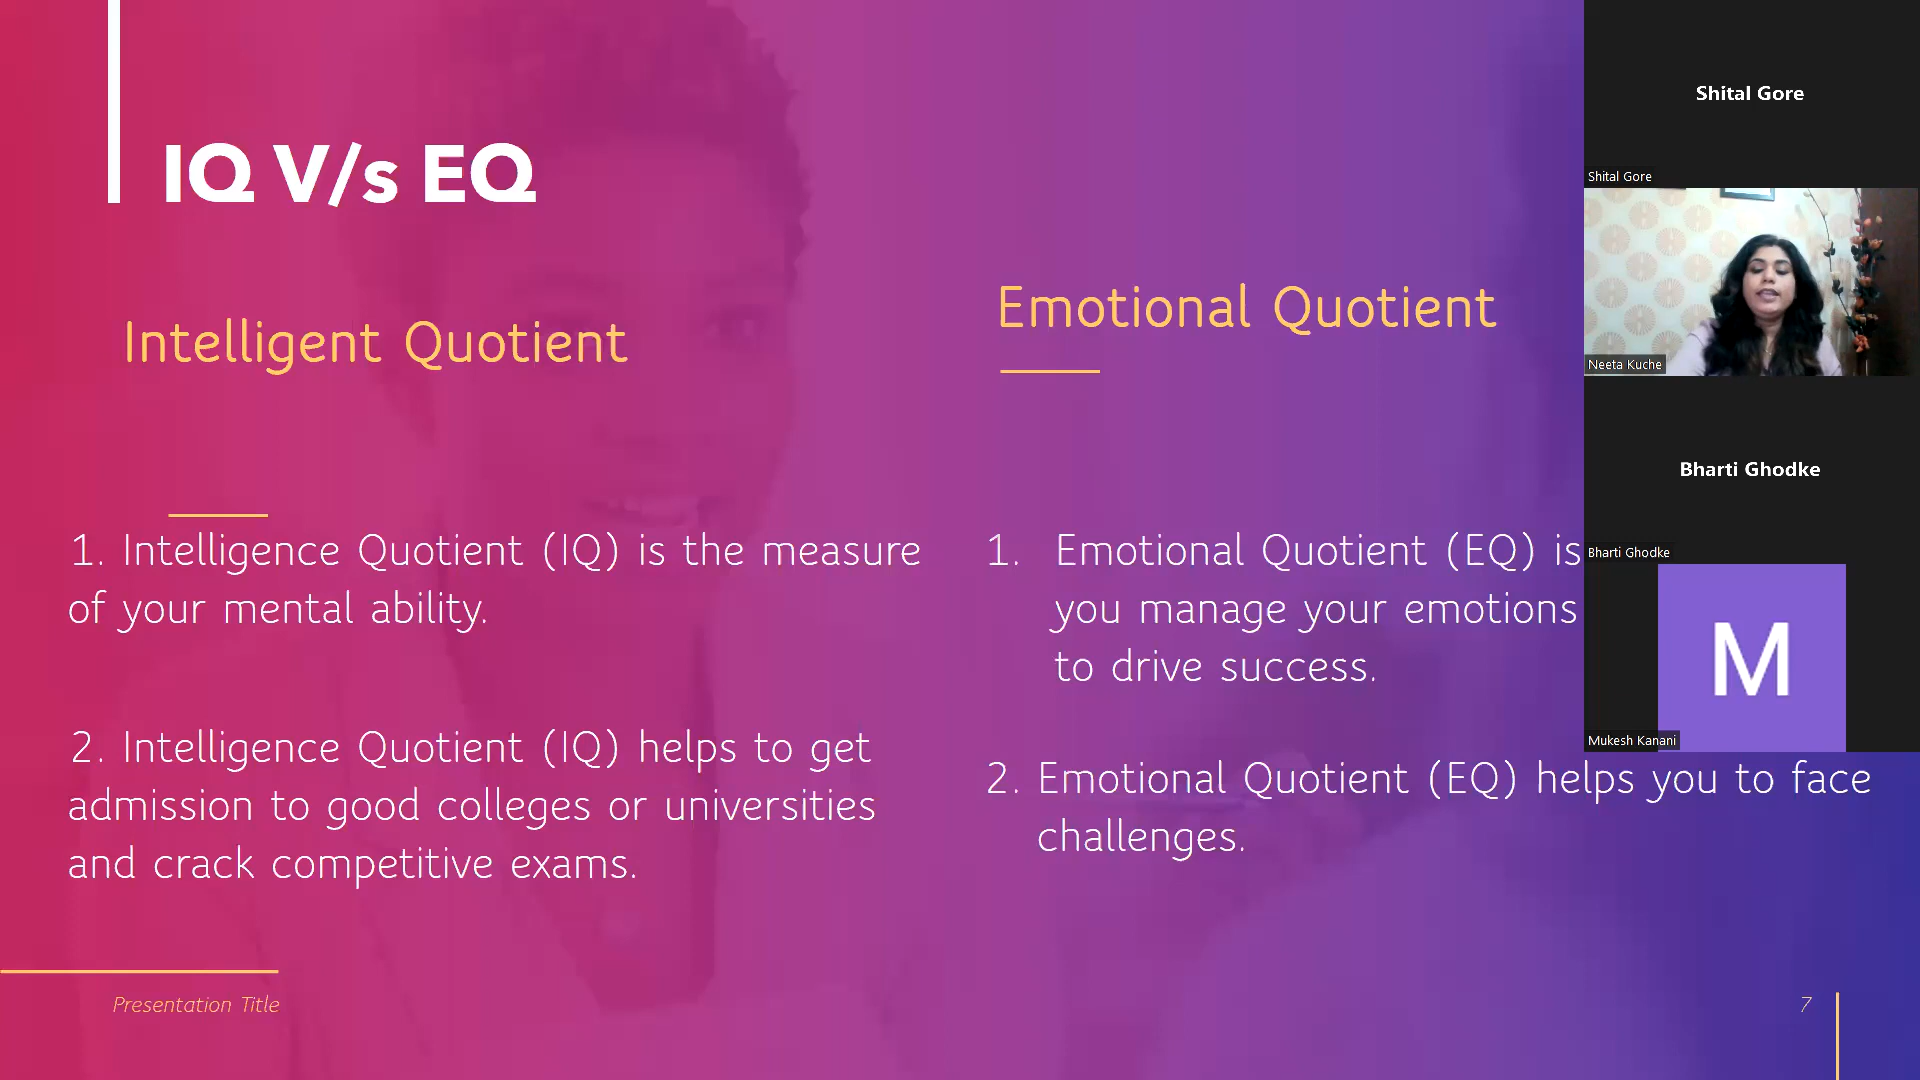 IQ V/s EQ
Intelligent Quotient
1. Intelligence Quotient (IQ) is the measure
of your mental ability.
2. Intelligence Quotient (IQ) helps to get
admission to good colleges or universities
and crack competitive exams.
Emotional Quotient
1. Emotional Quotient (EQ) is
you manage your emotions
to drive success.
2. Emotional Quotient (EQ) helps you to face
challenges.
Presentation Title
7
Shital Gore
Shital Gore
Neeta Kuche
Bharti Ghodke
Bharti Ghodke
M
Mukesh Kanani